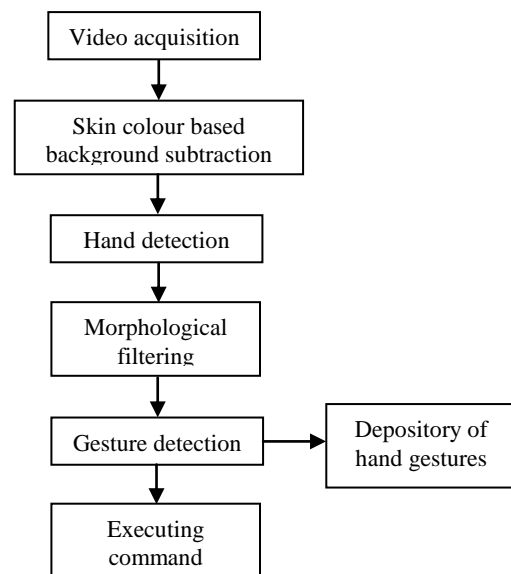 Video acquisition
Skin colour based
background subtraction
Hand detection
Morphological
filtering
Gesture detection
Depository of
hand gestures
Executing
command